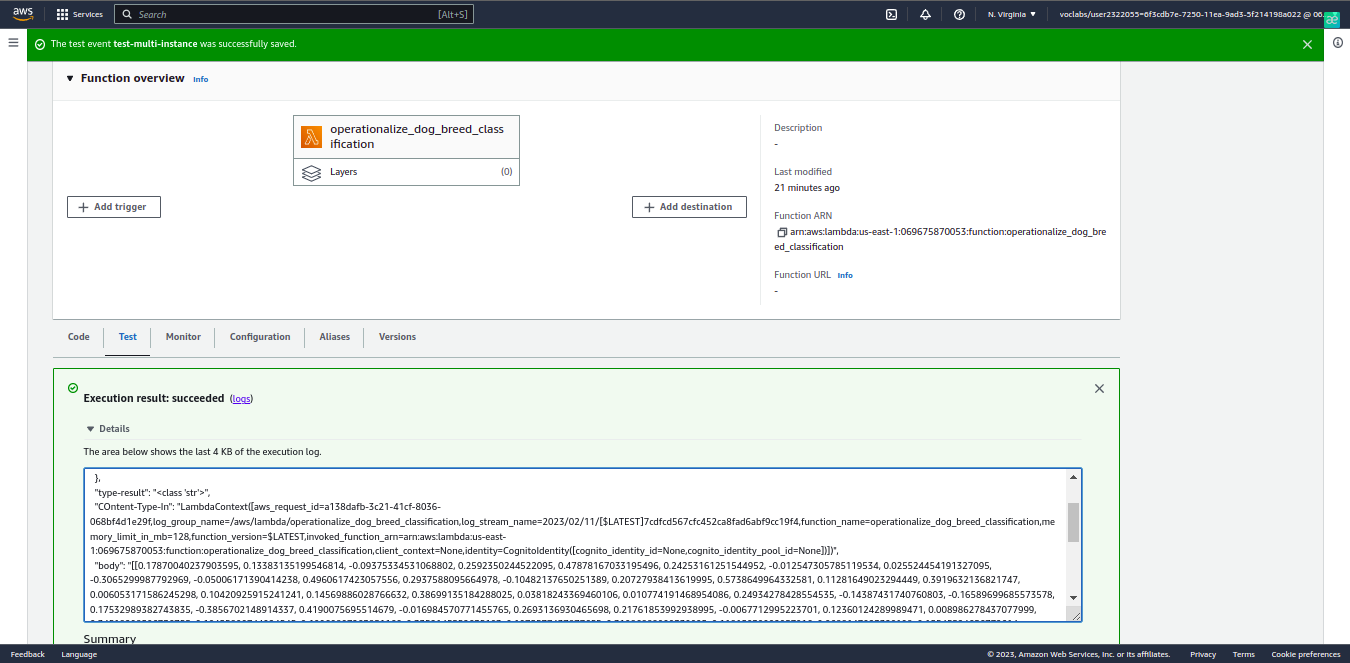 aws
Services
Search
[Alt+S]
N. Virginia
voclabs/user2322055=6f3cdb7e-7250-11ea-9ad3-5f214198a022 @ 06
The test event test-multi-instance was successfully saved.
Function overview Info
operationalize_dog_breed_class
ification
Layers (0)
Add trigger
Add destination
Description
-
Last modified
21 minutes ago
Function ARN
arn:aws:lambda:us-east-1:069675870053:function:operationalize_dog_bre
ed_classification
Function URL Info
-
Code Test Monitor Configuration Aliases Versions
Execution result: succeeded (logs)
Details
The area below shows the last 4 KB of the execution log.
},
"type-result": "<class 'str'>",
"COntent-Type-In": "LambdaContext([aws_request_id=a138dafb-3c21-41cf-8036-
068bf4d1e29f,log_group_name=/aws/lambda/operationalize_dog_breed_classification,log_stream_name=2023/02/11/[$LATEST]7cdfcd567cfc452ca8fad6abf9cc19f4,function_name=operationalize_dog_breed_classification,me
mory_limit_in_mb=128,function_version=$LATEST,invoked_function_arn=arn:aws:lambda:us-east-
1:069675870053:function:operationalize_dog_breed_classification,client_context=None,identity=CognitoIdentity([cognito_identity_id=None,cognito_identity_pool_id=None])])",
"body": "[[0.17870040237903595, 0.13383135199546814, -0.09375334531068802, 0.2592350244522095, 0.47878167033195496, 0.24253161251544952, -0.012547305785119534, 0.025524454191327095,
-0.3065299987792969, -0.05006171390414238, 0.4960617423057556, 0.2937588095664978, -0.10482137650251389, 0.20727938413619995, 0.5738649964332581, 0.11281649023294449, 0.3919632136821747,
0.006053171586245298, 0.10420925915241241, 0.14569886028766632, 0.38699135184288025, 0.03818243369460106, 0.010774191468954086, 0.24934278428554535, -0.14387431740760803, -0.16589699685573578,
0.17532989382743835, -0.3856702148914337, 0.4190075695514679, -0.016984570771455765, 0.2693136930465698, 0.21761853992938995, -0.0067712995223701, 0.12360124289989471, 0.008986278437077999,
Summary
Feedback Language
© 2023, Amazon Web Services, Inc. or its affiliates. Privacy Terms Cookie preferences